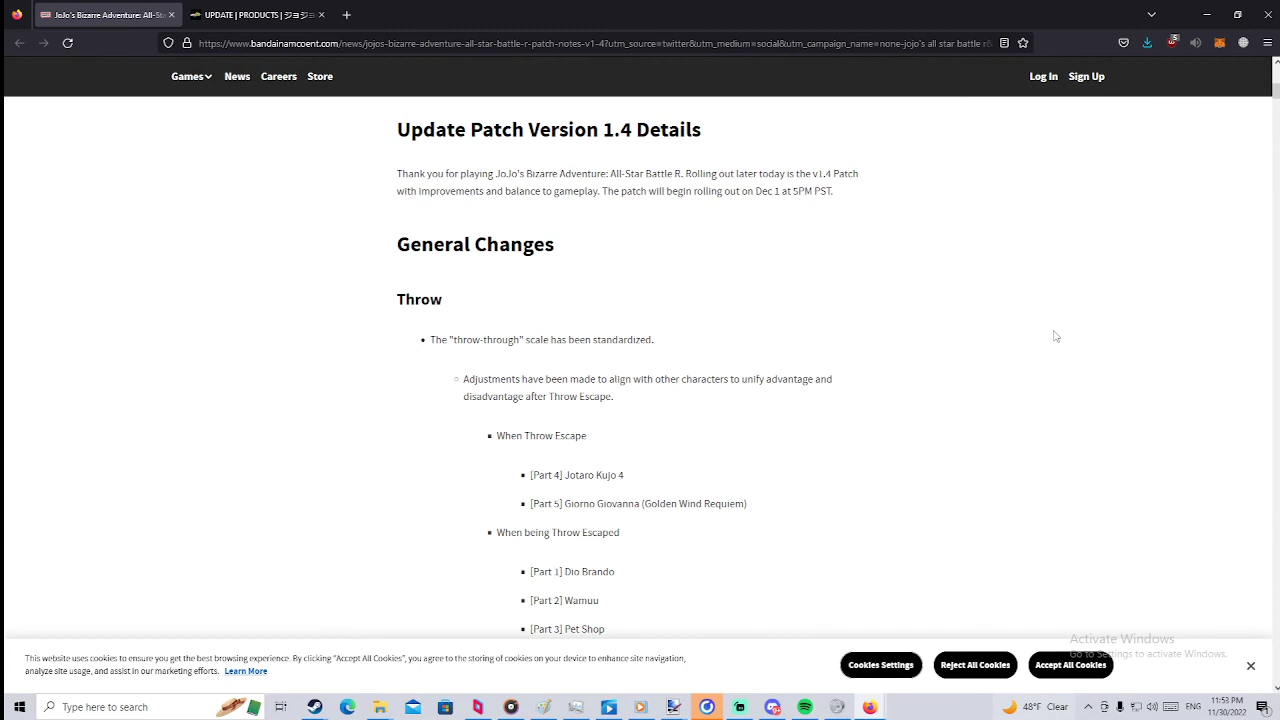 JoJo's Bizarre Adventure: All-Sta
UPDATE | PRODUCTS | ジョジョ
https://www.bandainamcoent.com/news/jojos-bizarre-adventure-all-star-battle-r-patch-notes-v1-4?utm_source=twitter&utm_medium=social&utm_campaign_name=none-jojo's all star battle r
Games News Careers Store Log In Sign Up
Update Patch Version 1.4 Details
Thank you for playing JoJo's Bizarre Adventure: All-Star Battle R. Rolling out later today is the v1.4 Patch
with improvements and balance to gameplay. The patch will begin rolling out on Dec 1 at 5PM PST.
General Changes
Throw
• The "throw-through" scale has been standardized.
○ Adjustments have been made to align with other characters to unify advantage and
disadvantage after Throw Escape.
▪ When Throw Escape
▪ [Part 4] Jotaro Kujo 4
▪ [Part 5] Giorno Giovanna (Golden Wind Requiem)
▪ When being Throw Escaped
▪ [Part 1] Dio Brando
▪ [Part 2] Wamuu
▪ [Part 3] Pet Shop
Activate Windows
Go to Settings to activate Windows.
This website uses cookies to ensure you get the best browsing experience. By clicking "Accept All Cookies", you agree to the storing of cookies on your device to enhance site navigation,
analyze site usage, and assist in our marketing efforts. Learn More
Cookies Settings
Reject All Cookies
Accept All Cookies
Type here to search
48°F Clear
ENG
11:53 PM
11/30/2022